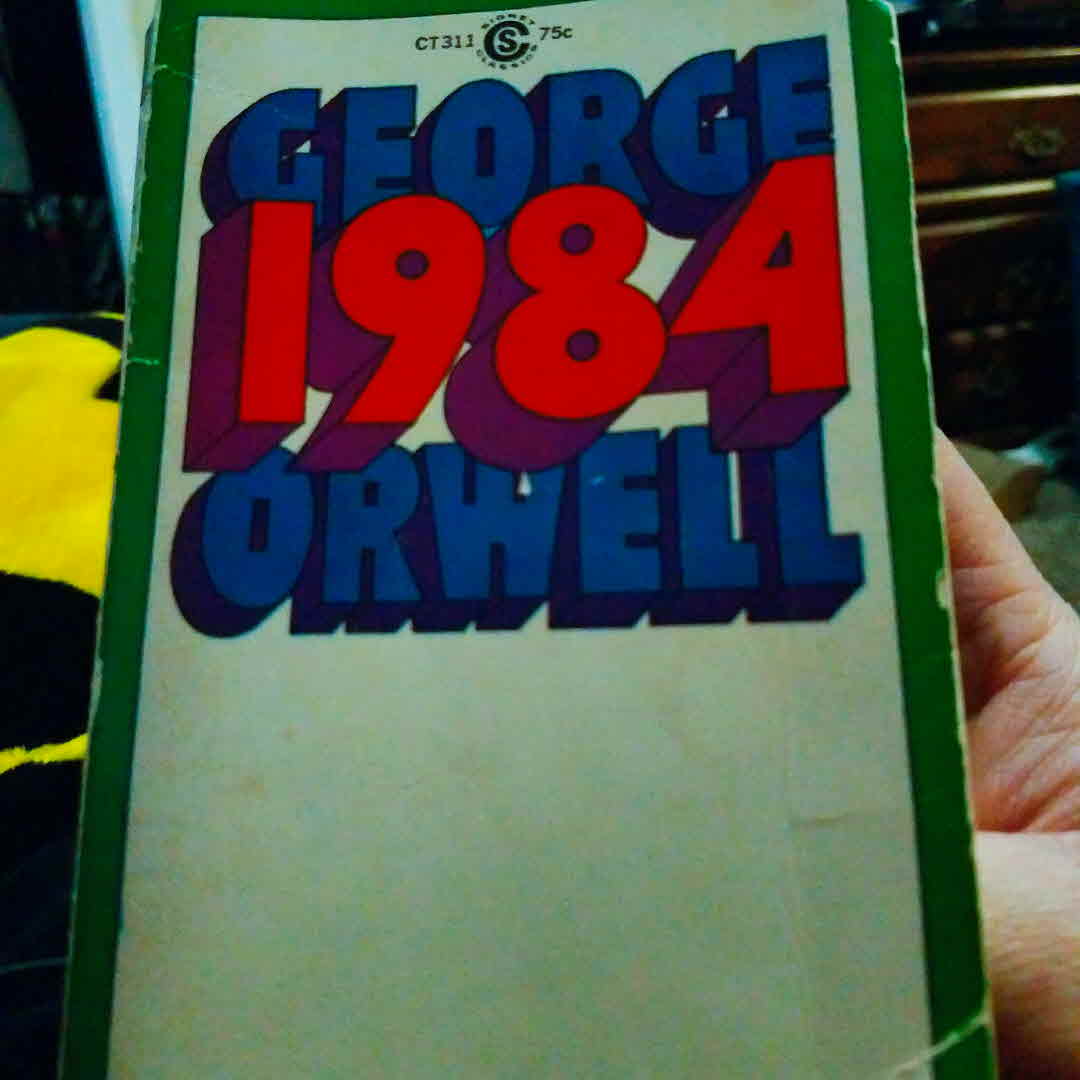 CT311 SIGNET CLASSICS 75c
GEORGE
1984
ORWELL